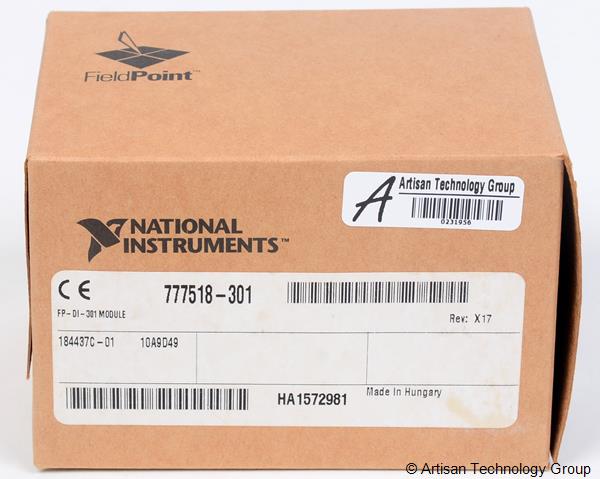 FieldPoint™
A Artisan Technology Group
0231956
NATIONAL
INSTRUMENTS™
CE 777518-301
FP-DI-301 MODULE Rev: X17
184437C-01 10A9D49
HA1572981 Made in Hungary
© Artisan Technology Group